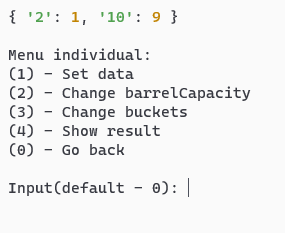 { '2': 1, '10': 9 }
Menu individual:
(1) - Set data
(2) - Change barrelCapacity
(3) - Change buckets
(4) - Show result
(0) - Go back
Input(default - 0):